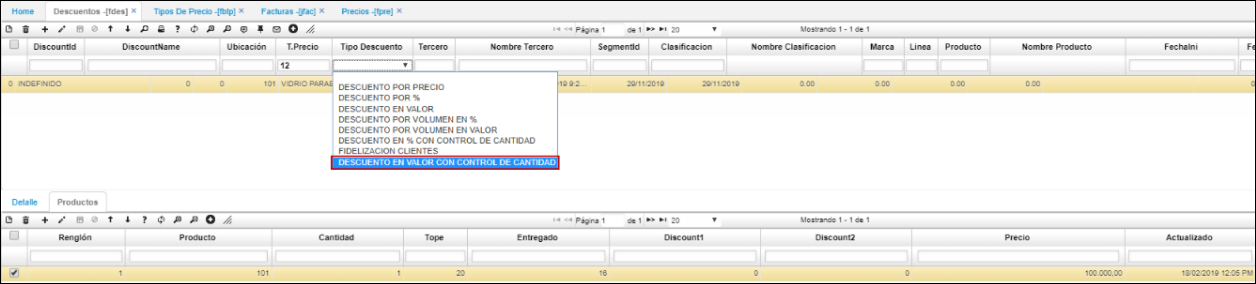 Home Descuentos -[fdes] × Tipos De Precio -[fblp] × Facturas -[jfac] × Precios -[fpre] ×
Página 1 de 1 20 Mostrando 1 - 1 de 1
DiscountId DiscountName Ubicación T.Precio Tipo Descuento Tercero Nombre Tercero SegmentId Clasificacion Nombre Clasificacion Marca Linea Producto Nombre Producto FechaIni Fe
12
0 INDEFINIDO 0 0 101 VIDRIO PARAB 29/11/2019 29/11/2019 0.00 0.00 0.00 0.00
DESCUENTO POR PRECIO
DESCUENTO POR %
DESCUENTO EN VALOR
DESCUENTO POR VOLUMEN EN %
DESCUENTO POR VOLUMEN EN VALOR
DESCUENTO EN % CON CONTROL DE CANTIDAD
FIDELIZACION CLIENTES
DESCUENTO EN VALOR CON CONTROL DE CANTIDAD
Detalle Productos
Página 1 de 1 20 Mostrando 1 - 1 de 1
Renglón Producto Cantidad Tope Entregado Discount1 Discount2 Precio Actualizado
1 101 1 20 16 0 0 100.000,00 18/02/2019 12:05 PM